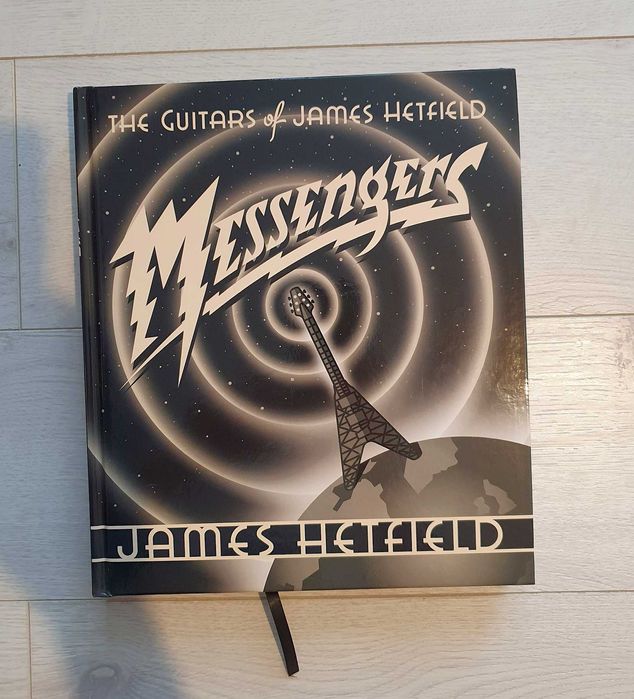 THE GUITARS of JAMES HETFIELD
MESSENGERS
JAMES HETFIELD